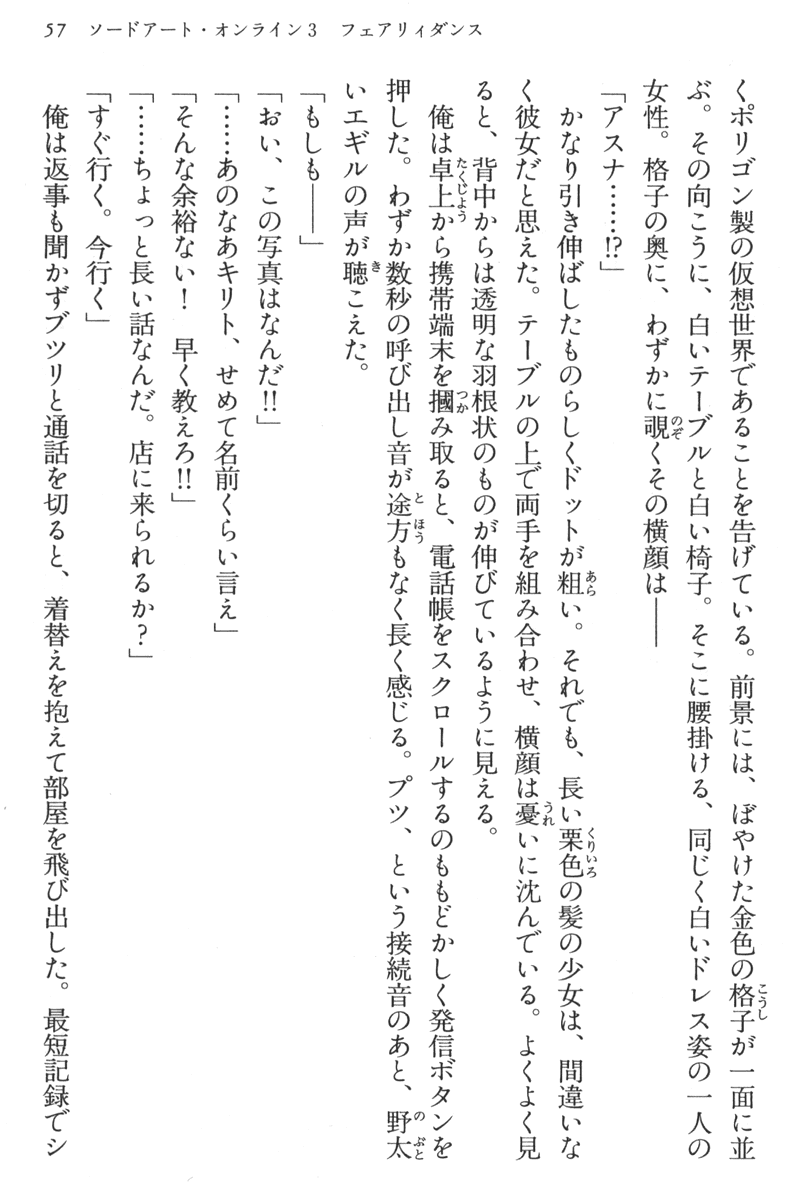 57　ソードアート・オンライン3　フェアリィダンス
くポリゴン製の仮想世界であることを告げている。前景には、ぼやけた金色の格子が一面に並
ぶ。その向こうに、白いテーブルと白い椅子。そこに腰掛ける、同じく白いドレス姿の一人の
女性。格子の奥に、わずかに覗くその横顔は――
「アスナ……!?」
　かなり引き伸ばしたものらしくドットが粗い。それでも、長い栗色の髪の少女は、間違いな
く彼女だと思えた。テーブルの上で両手を組み合わせ、横顔は憂いに沈んでいる。よくよく見
ると、背中からは透明な羽根状のものが伸びているように見える。
　俺は卓上から携帯端末を摑み取ると、電話帳をスクロールするのももどかしく発信ボタンを
押した。わずか数秒の呼び出し音が途方もなく長く感じる。プツ、という接続音のあと、野太
いエギルの声が聴こえた。
「もしも――」
「おい、この写真はなんだ!!」
「……あのなあキリト、せめて名前くらい言え」
「そんな余裕ない！　早く教えろ!!」
「……ちょっと長い話なんだ。店に来られるか？」
「すぐ行く。今行く」
　俺は返事も聞かずブツリと通話を切ると、着替えを抱えて部屋を飛び出した。最短記録でシ